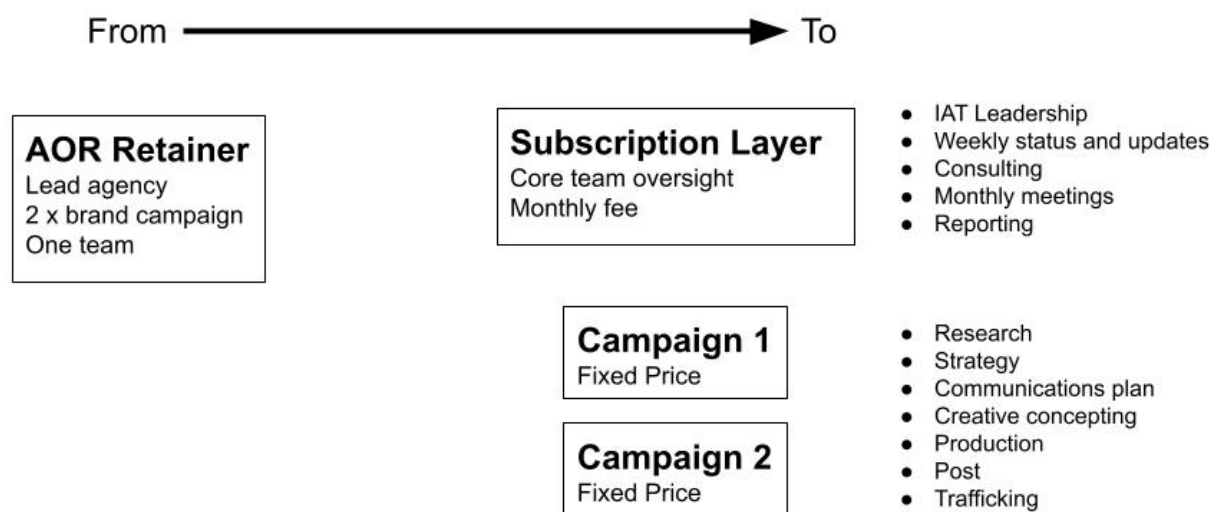 From To
AOR Retainer
Lead agency
2 x brand campaign
One team
Subscription Layer
Core team oversight
Monthly fee
● IAT Leadership
● Weekly status and updates
● Consulting
● Monthly meetings
● Reporting
Campaign 1
Fixed Price
Campaign 2
Fixed Price
● Research
● Strategy
● Communications plan
● Creative concepting
● Production
● Post
● Trafficking